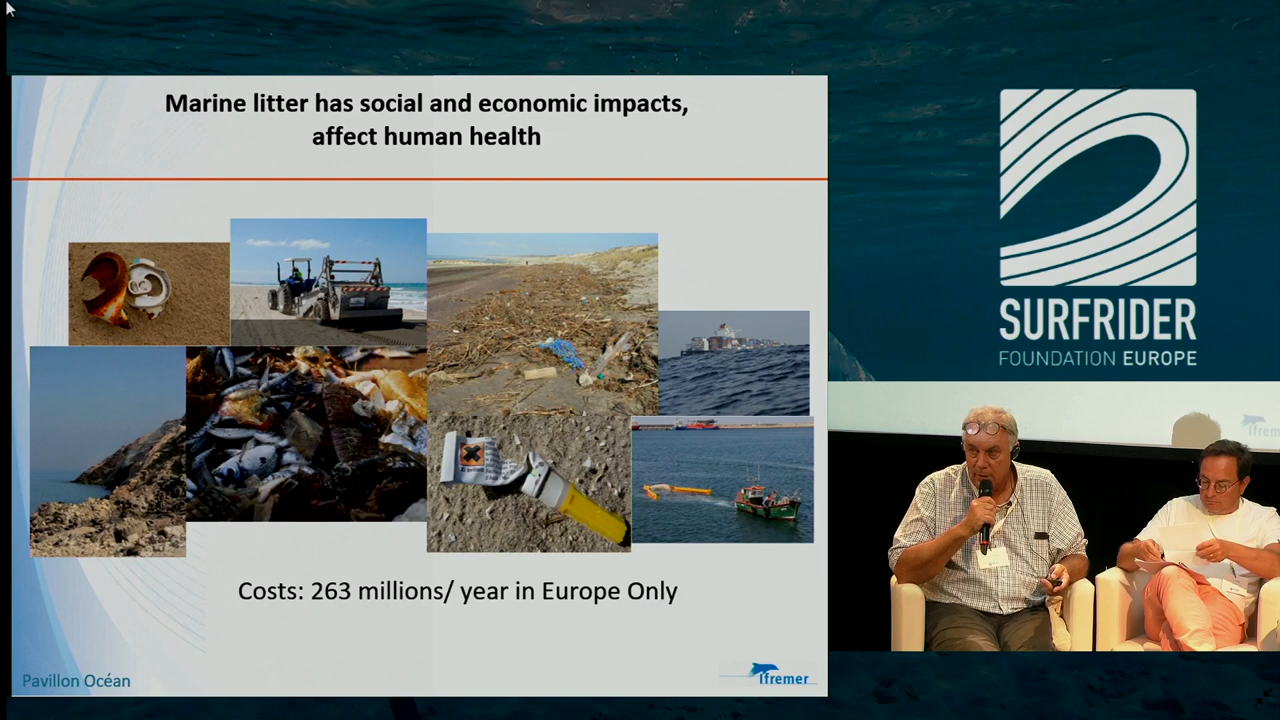 Marine litter has social and economic impacts,
affect human health
Costs: 263 millions/ year in Europe Only
Pavillon Océan
Ifremer
SURFRIDER
FOUNDATION EUROPE
Ifrem